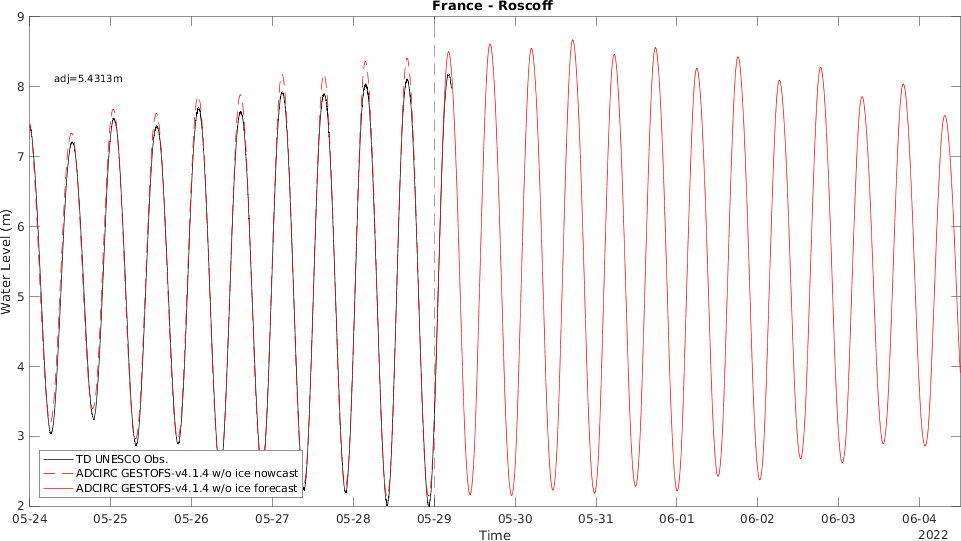 France - Roscoff
9
8
7
6
5
4
3
2
Water Level (m)
adj=5.4313m
TD UNESCO Obs.
ADCIRC GESTOFS-v4.1.4 w/o ice nowcast
ADCIRC GESTOFS-v4.1.4 w/o ice forecast
05-24 05-25 05-26 05-27 05-28 05-29 05-30 05-31 06-01 06-02 06-03 06-04
Time
2022